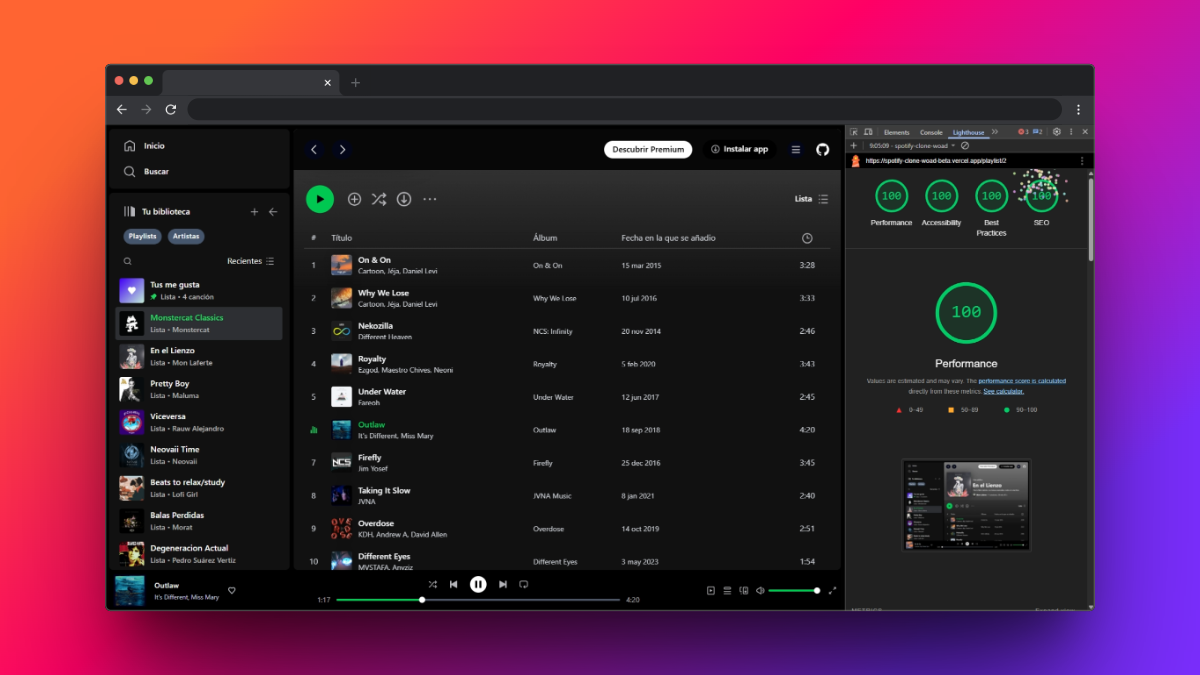 Inicio
Buscar
Tu biblioteca
Playlists
Artistas
Recientes
Tus me gusta
Lista • 4 canción
Monstercat Classics
Lista • Monstercat
En el Lienzo
Lista • Mon Laferte
Pretty Boy
Lista • Maluma
Viceversa
Lista • Rauw Alejandro
Neovaii Time
Lista • Neovaii
Beats to relax/study
Lista • Lofi Girl
Balas Perdidas
Lista • Morat
Degeneracion Actual
Lista • Pedro Suárez Vertiz
Descubrir Premium
Instalar app
Lista
# Título Álbum Fecha en la que se añadio
1 On & On On & On 15 mar 2015 3:28
Cartoon, Jéja, Daniel Levi
2 Why We Lose Why We Lose 10 jul 2016 3:33
Cartoon, Jéja, Daniel Levi
3 Nekozilla NCS: Infinity 20 nov 2014 2:46
Different Heaven
4 Royalty Royalty 5 feb 2020 3:43
Ezgod, Maestro Chives, Neoni
5 Under Water Under Water 12 jun 2017 2:45
Fareoh
Outlaw Outlaw 18 sep 2018 4:20
It's Different, Miss Mary
7 NCS Firefly Firefly 25 dec 2016 3:45
Jim Yosef
8 Taking It Slow JVNA Music 8 jan 2021 2:40
JVNA
9 Overdose Overdose 14 oct 2019 2:51
KDH, Andrew A, David Allen
10 Different Eyes Different Eyes 3 may 2023 1:54
MVSTAFA, Anyziz
Outlaw
It's Different, Miss Mary
1:17 4:20
Elements Console Lighthouse 3 2
9:05:09 - spotify-clone-woad
https://spotify-clone-woad-beta.vercel.app/playlist/2
100 100 100 100
Performance Accessibility Best Practices SEO
100
Performance
Values are estimated and may vary. The performance score is calculated
directly from these metrics. See calculator.
0–49 50–89 90–100
En el Lienzo